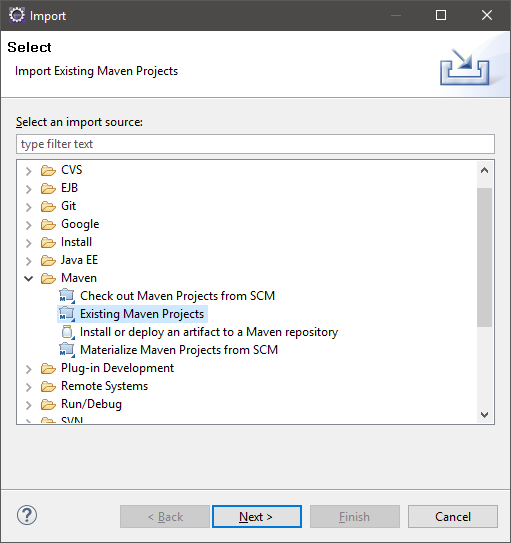 Import
Select
Import Existing Maven Projects
Select an import source:
type filter text
CVS
EJB
Git
Google
Install
Java EE
Maven
Check out Maven Projects from SCM
Existing Maven Projects
Install or deploy an artifact to a Maven repository
Materialize Maven Projects from SCM
Plug-in Development
Remote Systems
Run/Debug
SVN
< Back
Next >
Finish
Cancel